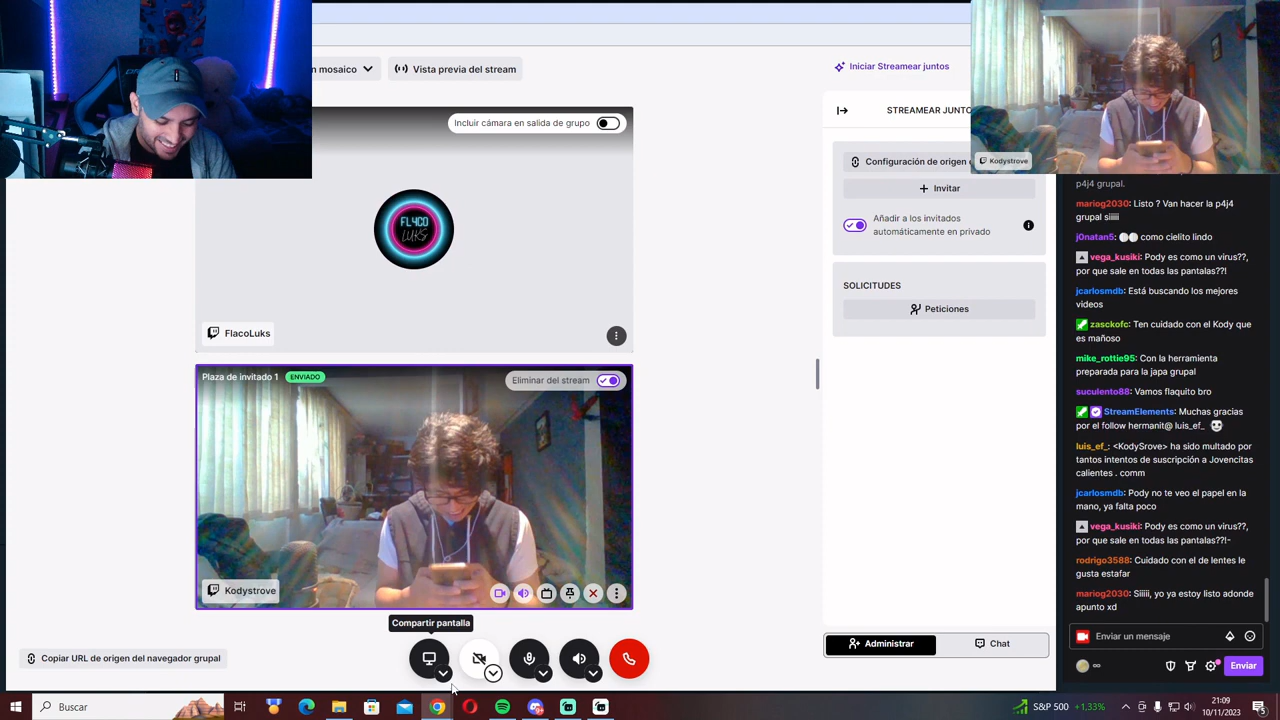 n mosaico
Vista previa del stream
Iniciar Streamear juntos
Incluir cámara en salida de grupo
FL4CO
LUKS
FlacoLuks
STREAMEAR JUNTO
Configuración de origen
Invitar
Añadir a los invitados
automáticamente en privado
SOLICITUDES
Peticiones
Kodystrove
Plaza de invitado 1
ENVIADO
Eliminar del stream
Kodystrove
Compartir pantalla
Copiar URL de origen del navegador grupal
Administrar
Chat
p4j4 grupal.
mariog2030: Listo ? Van hacer la p4j4
grupal siiiii
j0natan5: como cielito lindo
vega_kusiki: Pody es como un virus??,
por que sale en todas las pantalas??!
jcarlosmdb: Está buscando los mejores
videos
zasckofc: Ten cuidado con el Kody que
es mañoso
mike_rottie95: Con la herramienta
preparada para la japa grupal
suculento88: Vamos flaquito bro
StreamElements: Muchas gracias
por el follow hermanit@ luis_ef_
luis_ef_: <KodySrove> ha sido multado por
tantos intentos de suscripción a Jovencitas
calientes . comm
jcarlosmdb: Pody no te veo el papel en la
mano, ya falta poco
vega_kusiki: Pody es como un virus??,
por que sale en todas las pantalas??!-
rodrigo3588: Cuidado con el de lentes le
gusta estafar
mariog2030: Siiiii, yo ya estoy listo adonde
apunto xd
Enviar un mensaje
Enviar
Buscar
S&P 500 +1,33%
21:09
10/11/2023